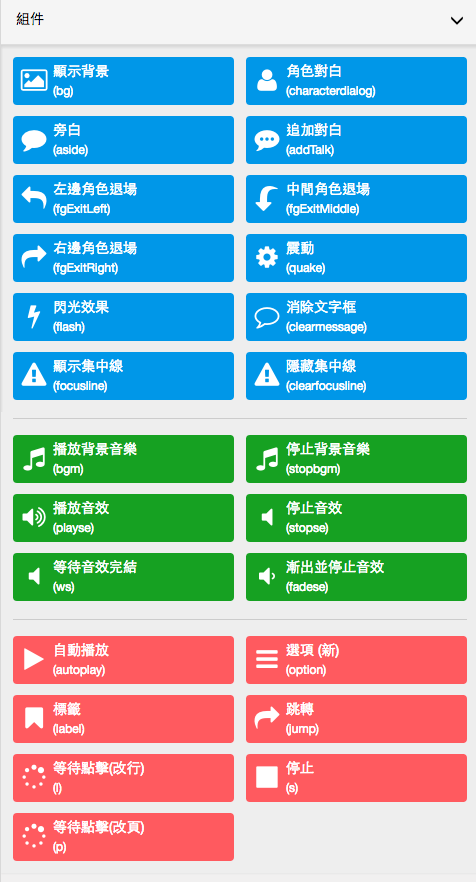 組件
顯示背景
(bg)
角色對白
(characterdialog)
旁白
(aside)
追加對白
(addTalk)
左邊角色退場
(fgExitLeft)
中間角色退場
(fgExitMiddle)
右邊角色退場
(fgExitRight)
震動
(quake)
閃光效果
(flash)
消除文字框
(clearmessage)
顯示集中線
(focusline)
隱藏集中線
(clearfocusline)
播放背景音樂
(bgm)
停止背景音樂
(stopbgm)
播放音效
(playse)
停止音效
(stopse)
等待音效完結
(ws)
漸出並停止音效
(fadese)
自動播放
(autoplay)
選項 (新)
(option)
標籤
(label)
跳轉
(jump)
等待點擊(改行)
(l)
停止
(s)
等待點擊(改頁)
(p)